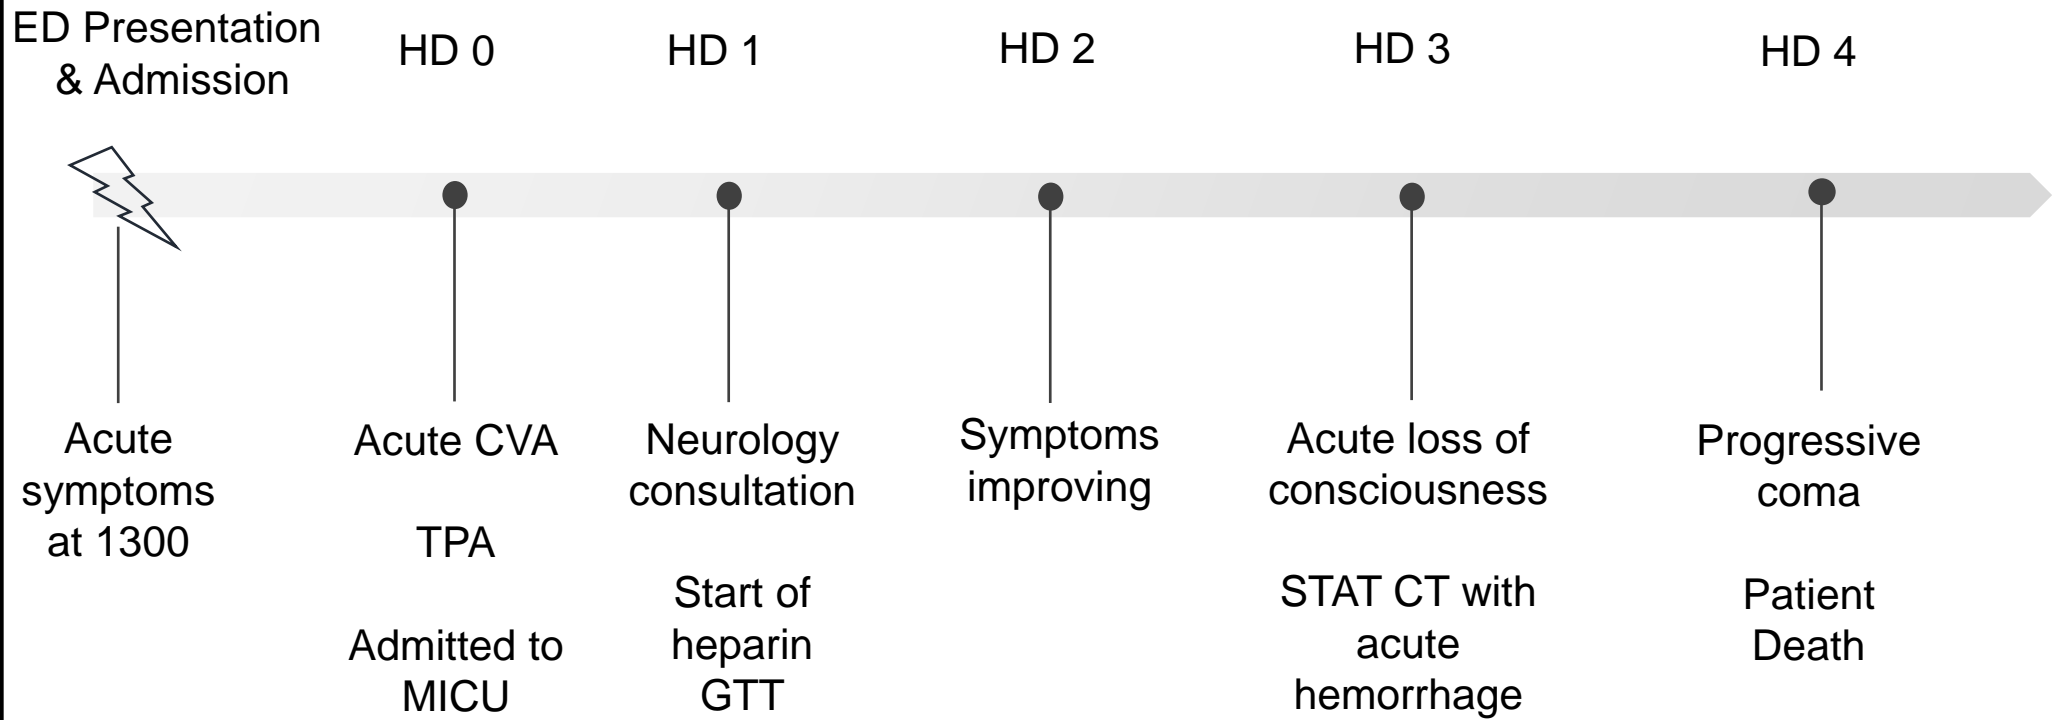 ED Presentation
& Admission
HD 0
HD 1
HD 2
HD 3
HD 4
Acute
symptoms
at 1300
Acute CVA
TPA
Admitted to
MICU
Neurology
consultation
Start of
heparin
GTT
Symptoms
improving
Acute loss of
consciousness
STAT CT with
acute
hemorrhage
Progressive
coma
Patient
Death